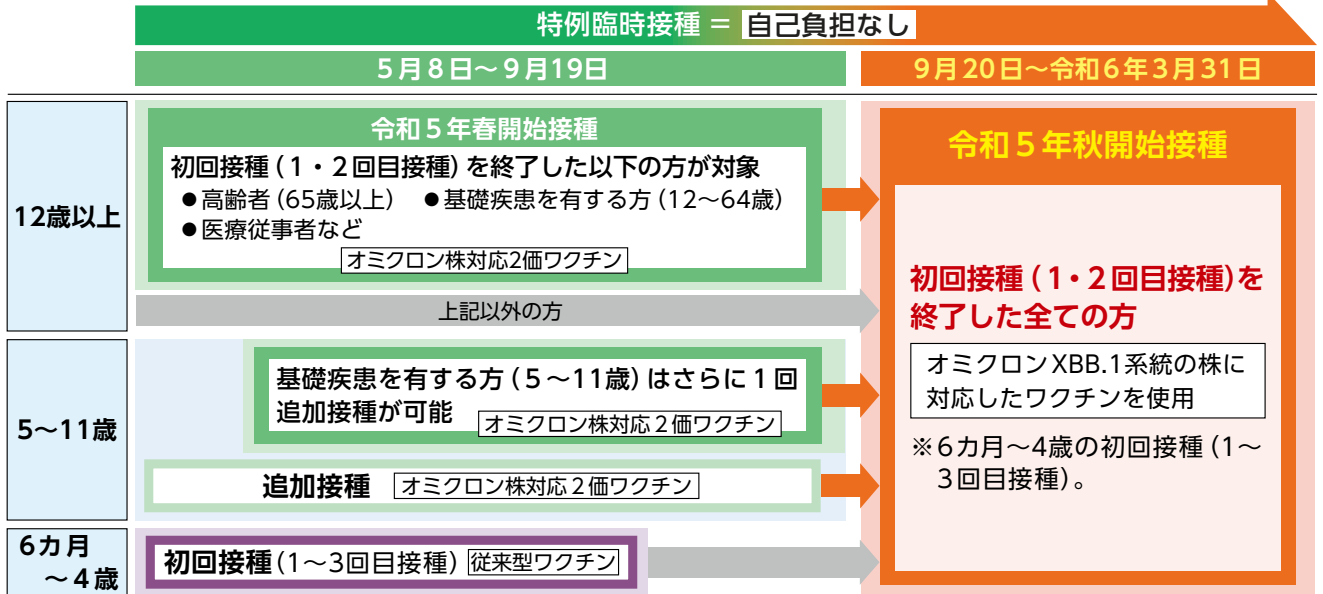 特例臨時接種 = 自己負担なし
5月8日～9月19日
9月20日～令和6年3月31日
12歳以上
令和5年春開始接種
初回接種(1・2回目接種)を終了した以下の方が対象
●高齢者(65歳以上) ●基礎疾患を有する方(12～64歳)
●医療従事者など
オミクロン株対応2価ワクチン
上記以外の方
5～11歳
基礎疾患を有する方(5～11歳)はさらに1回
追加接種が可能 オミクロン株対応2価ワクチン
追加接種 オミクロン株対応2価ワクチン
6カ月
～4歳
初回接種(1～3回目接種) 従来型ワクチン
令和5年秋開始接種
初回接種(1・2回目接種)を
終了した全ての方
オミクロンXBB.1系統の株に
対応したワクチンを使用
※6カ月～4歳の初回接種(1～
3回目接種)。